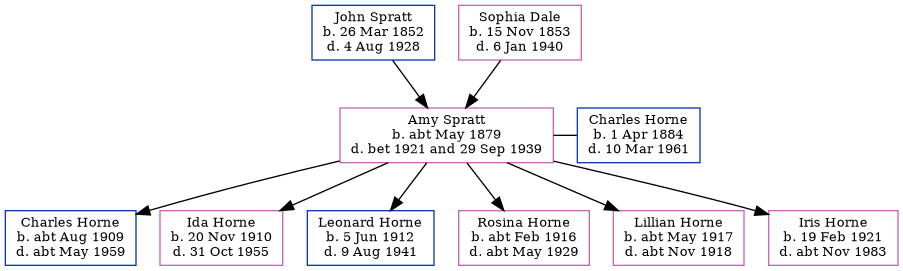 John Spratt
b. 26 Mar 1852
d. 4 Aug 1928
Sophia Dale
b. 15 Nov 1853
d. 6 Jan 1940
Amy Spratt
b. abt May 1879
d. bet 1921 and 29 Sep 1939
Charles Horne
b. 1 Apr 1884
d. 10 Mar 1961
Charles Horne
b. abt Aug 1909
d. abt May 1959
Ida Horne
b. 20 Nov 1910
d. 31 Oct 1955
Leonard Horne
b. 5 Jun 1912
d. 9 Aug 1941
Rosina Horne
b. abt Feb 1916
d. abt May 1929
Lillian Horne
b. abt May 1917
d. abt Nov 1918
Iris Horne
b. 19 Feb 1921
d. abt Nov 1983